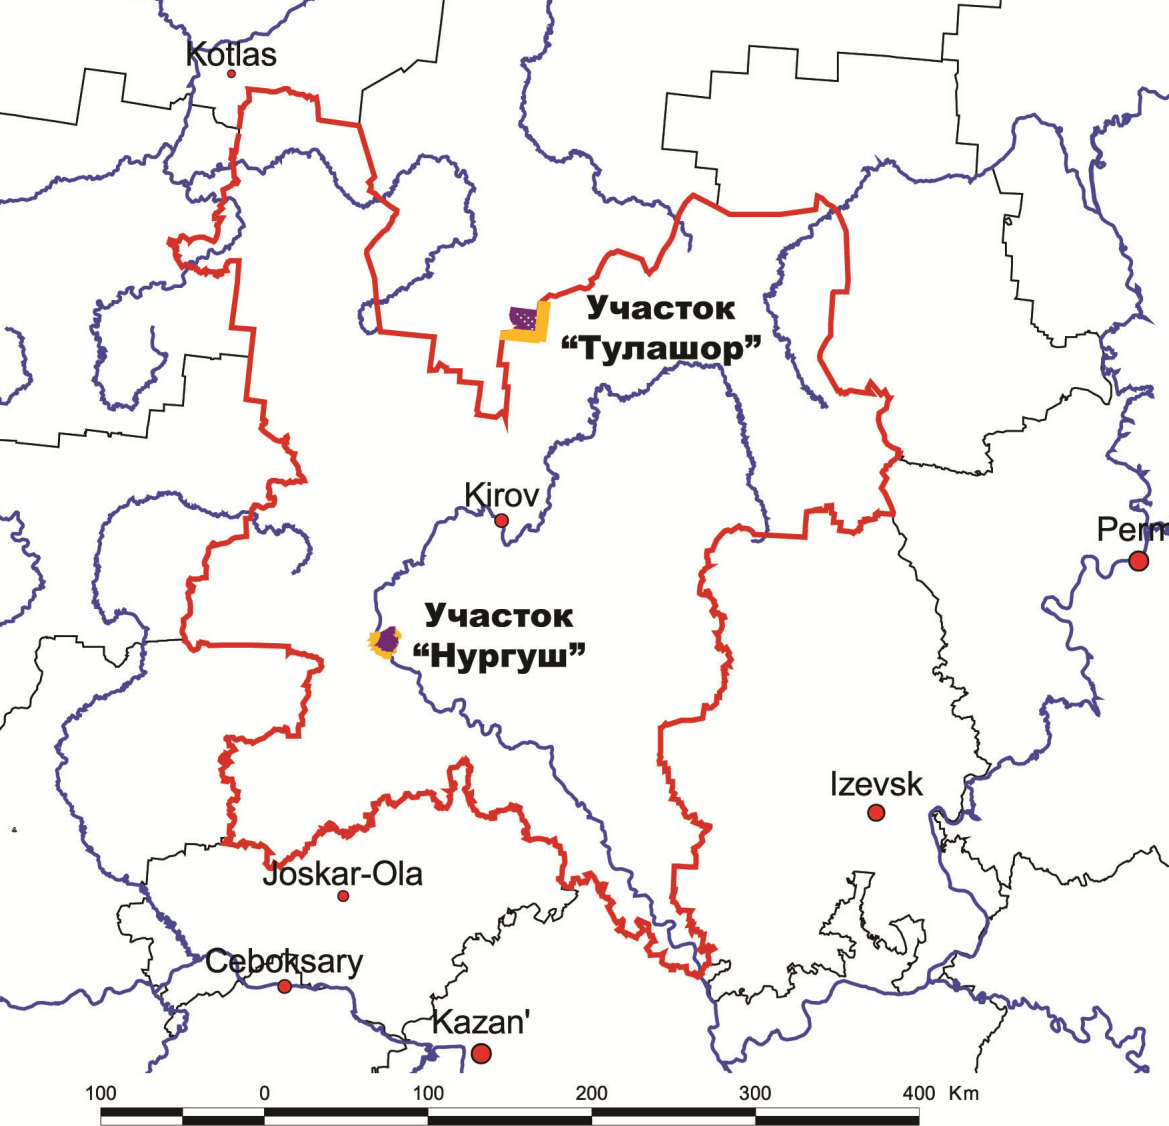 Kotlas
Участок
“Тулашор”
Kirov
Perm
Участок
“Нургуш”
Izevsk
Joskar-Ola
Ceboksary
Kazan'
100 0 100 200 300 400 Km